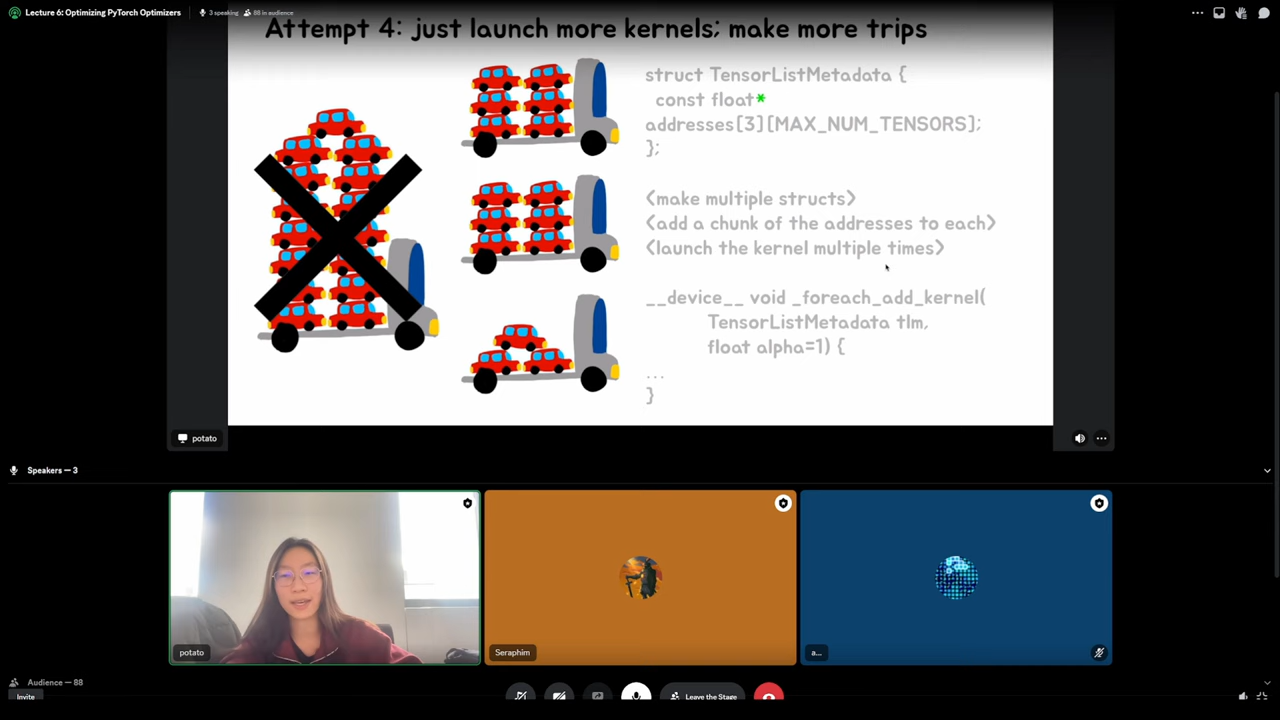 Lecture 6: Optimizing PyTorch Optimizers
3 speaking
88 in audience
Attempt 4: just launch more kernels; make more trips
struct TensorListMetadata {
const float*
addresses[3][MAX_NUM_TENSORS];
};
<make multiple structs>
<add a chunk of the addresses to each>
<launch the kernel multiple times>
__device__ void _foreach_add_kernel(
TensorListMetadata tlm,
float alpha=1) {
...
}
potato
Speakers — 3
potato
Seraphim
a...
Audience — 88
Invite
Leave the Stage